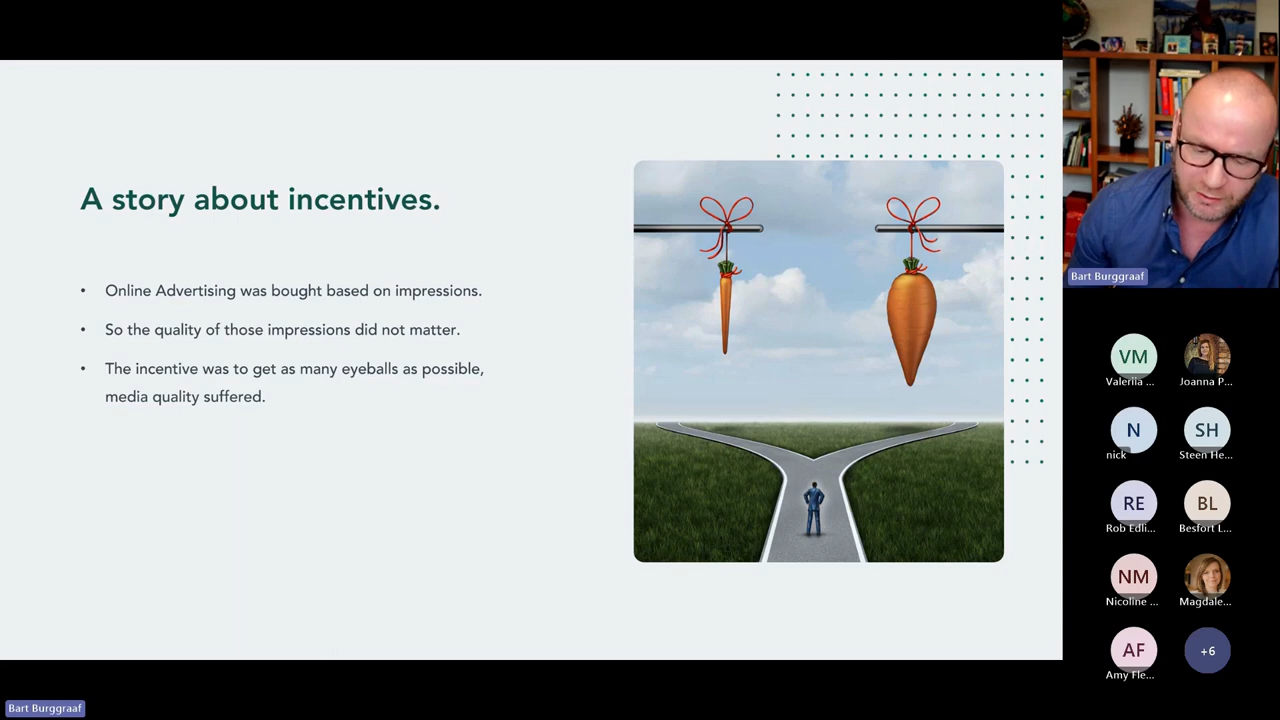 A story about incentives.
• Online Advertising was bought based on impressions.
• So the quality of those impressions did not matter.
• The incentive was to get as many eyeballs as possible,
media quality suffered.
Bart Burggraaf
VM
Valeriia ...
Joanna P...
N
nick
SH
Steen He...
RE
Rob Edli...
BL
Besfort L...
NM
Nicoline ...
Magdale...
AF
Amy Fle...
+6
Bart Burggraaf